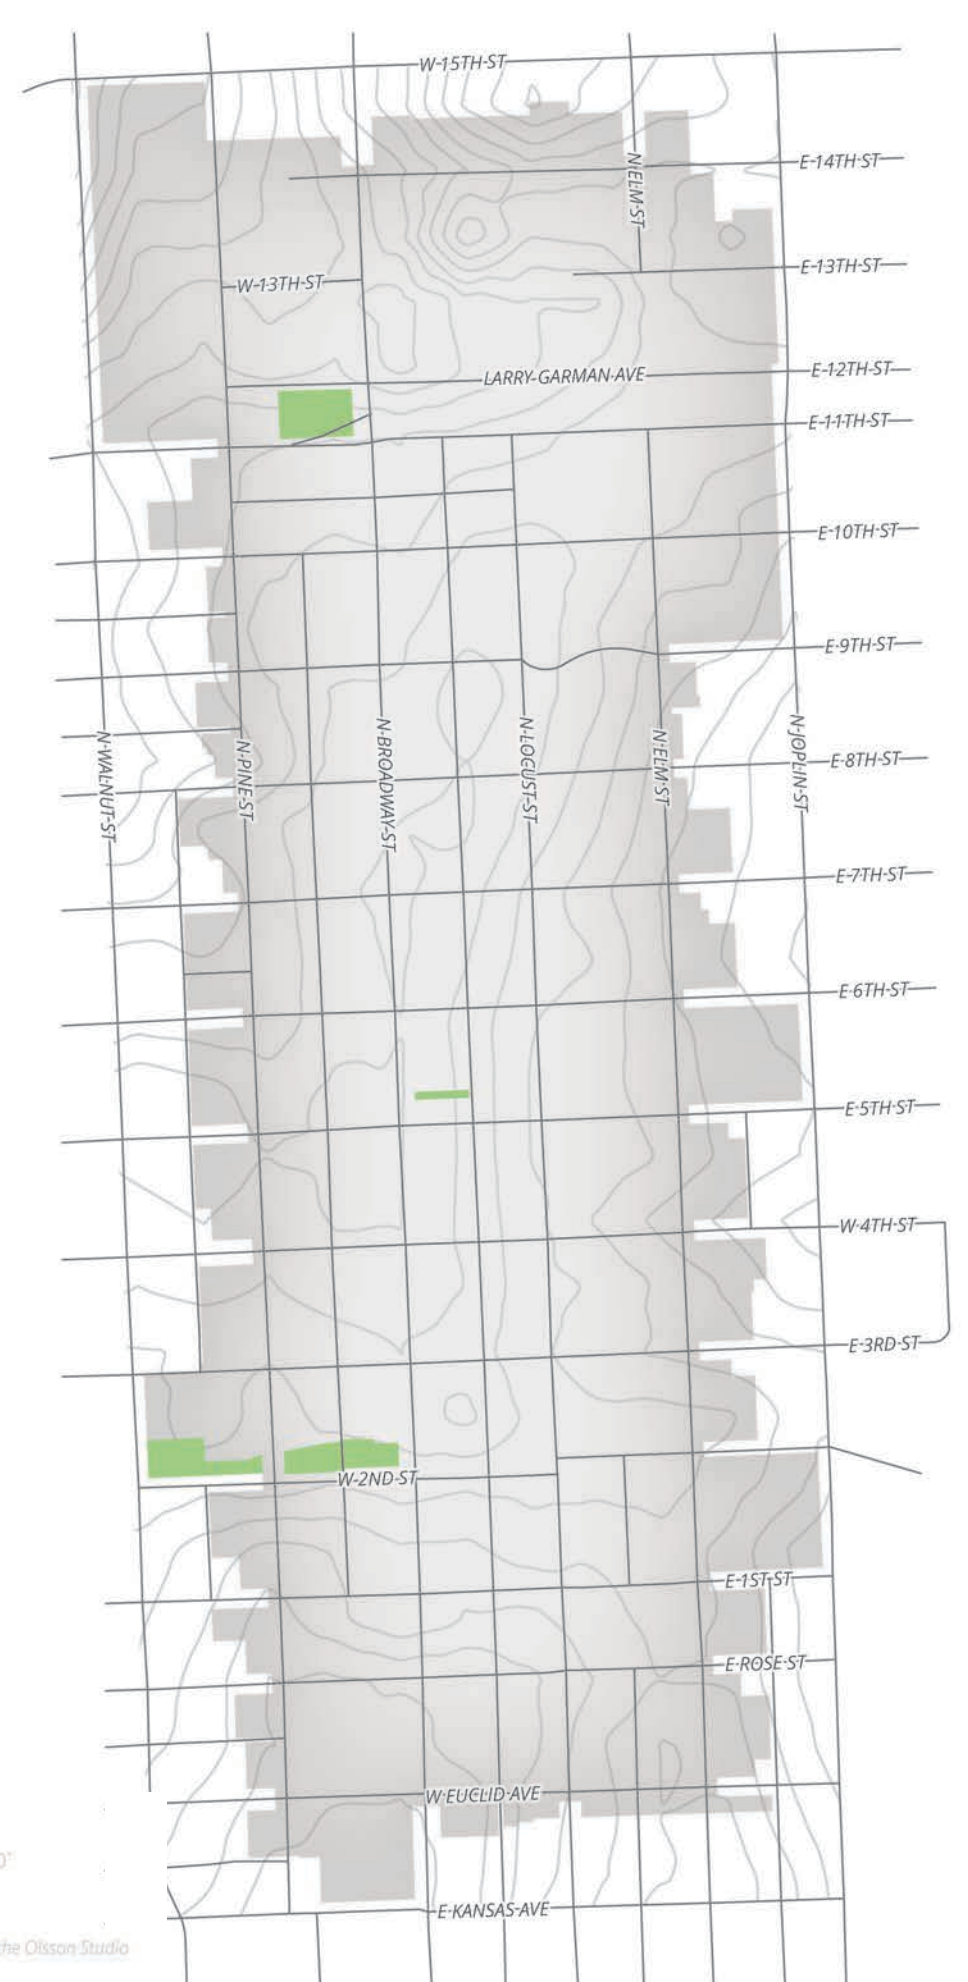 W-15TH-ST
E-14TH-ST
N-ELM-ST
E-13TH-ST
W-13TH-ST
E-12TH-ST
LARRY-GARMAN-AVE
E-11TH-ST
E-10TH-ST
E-9TH-ST
N-WALNUT-ST
N-PINE-ST
N-BROADWAY-ST
N-LOCUST-ST
N-ELM-ST
N-JOPLIN-ST
E-8TH-ST
E-7TH-ST
E-6TH-ST
E-5TH-ST
W-4TH-ST
E-3RD-ST
W-2ND-ST
E-1ST-ST
E-ROSE-ST
W-EUCLID-AVE
0'
E-KANSAS-AVE
the Olsson Studio